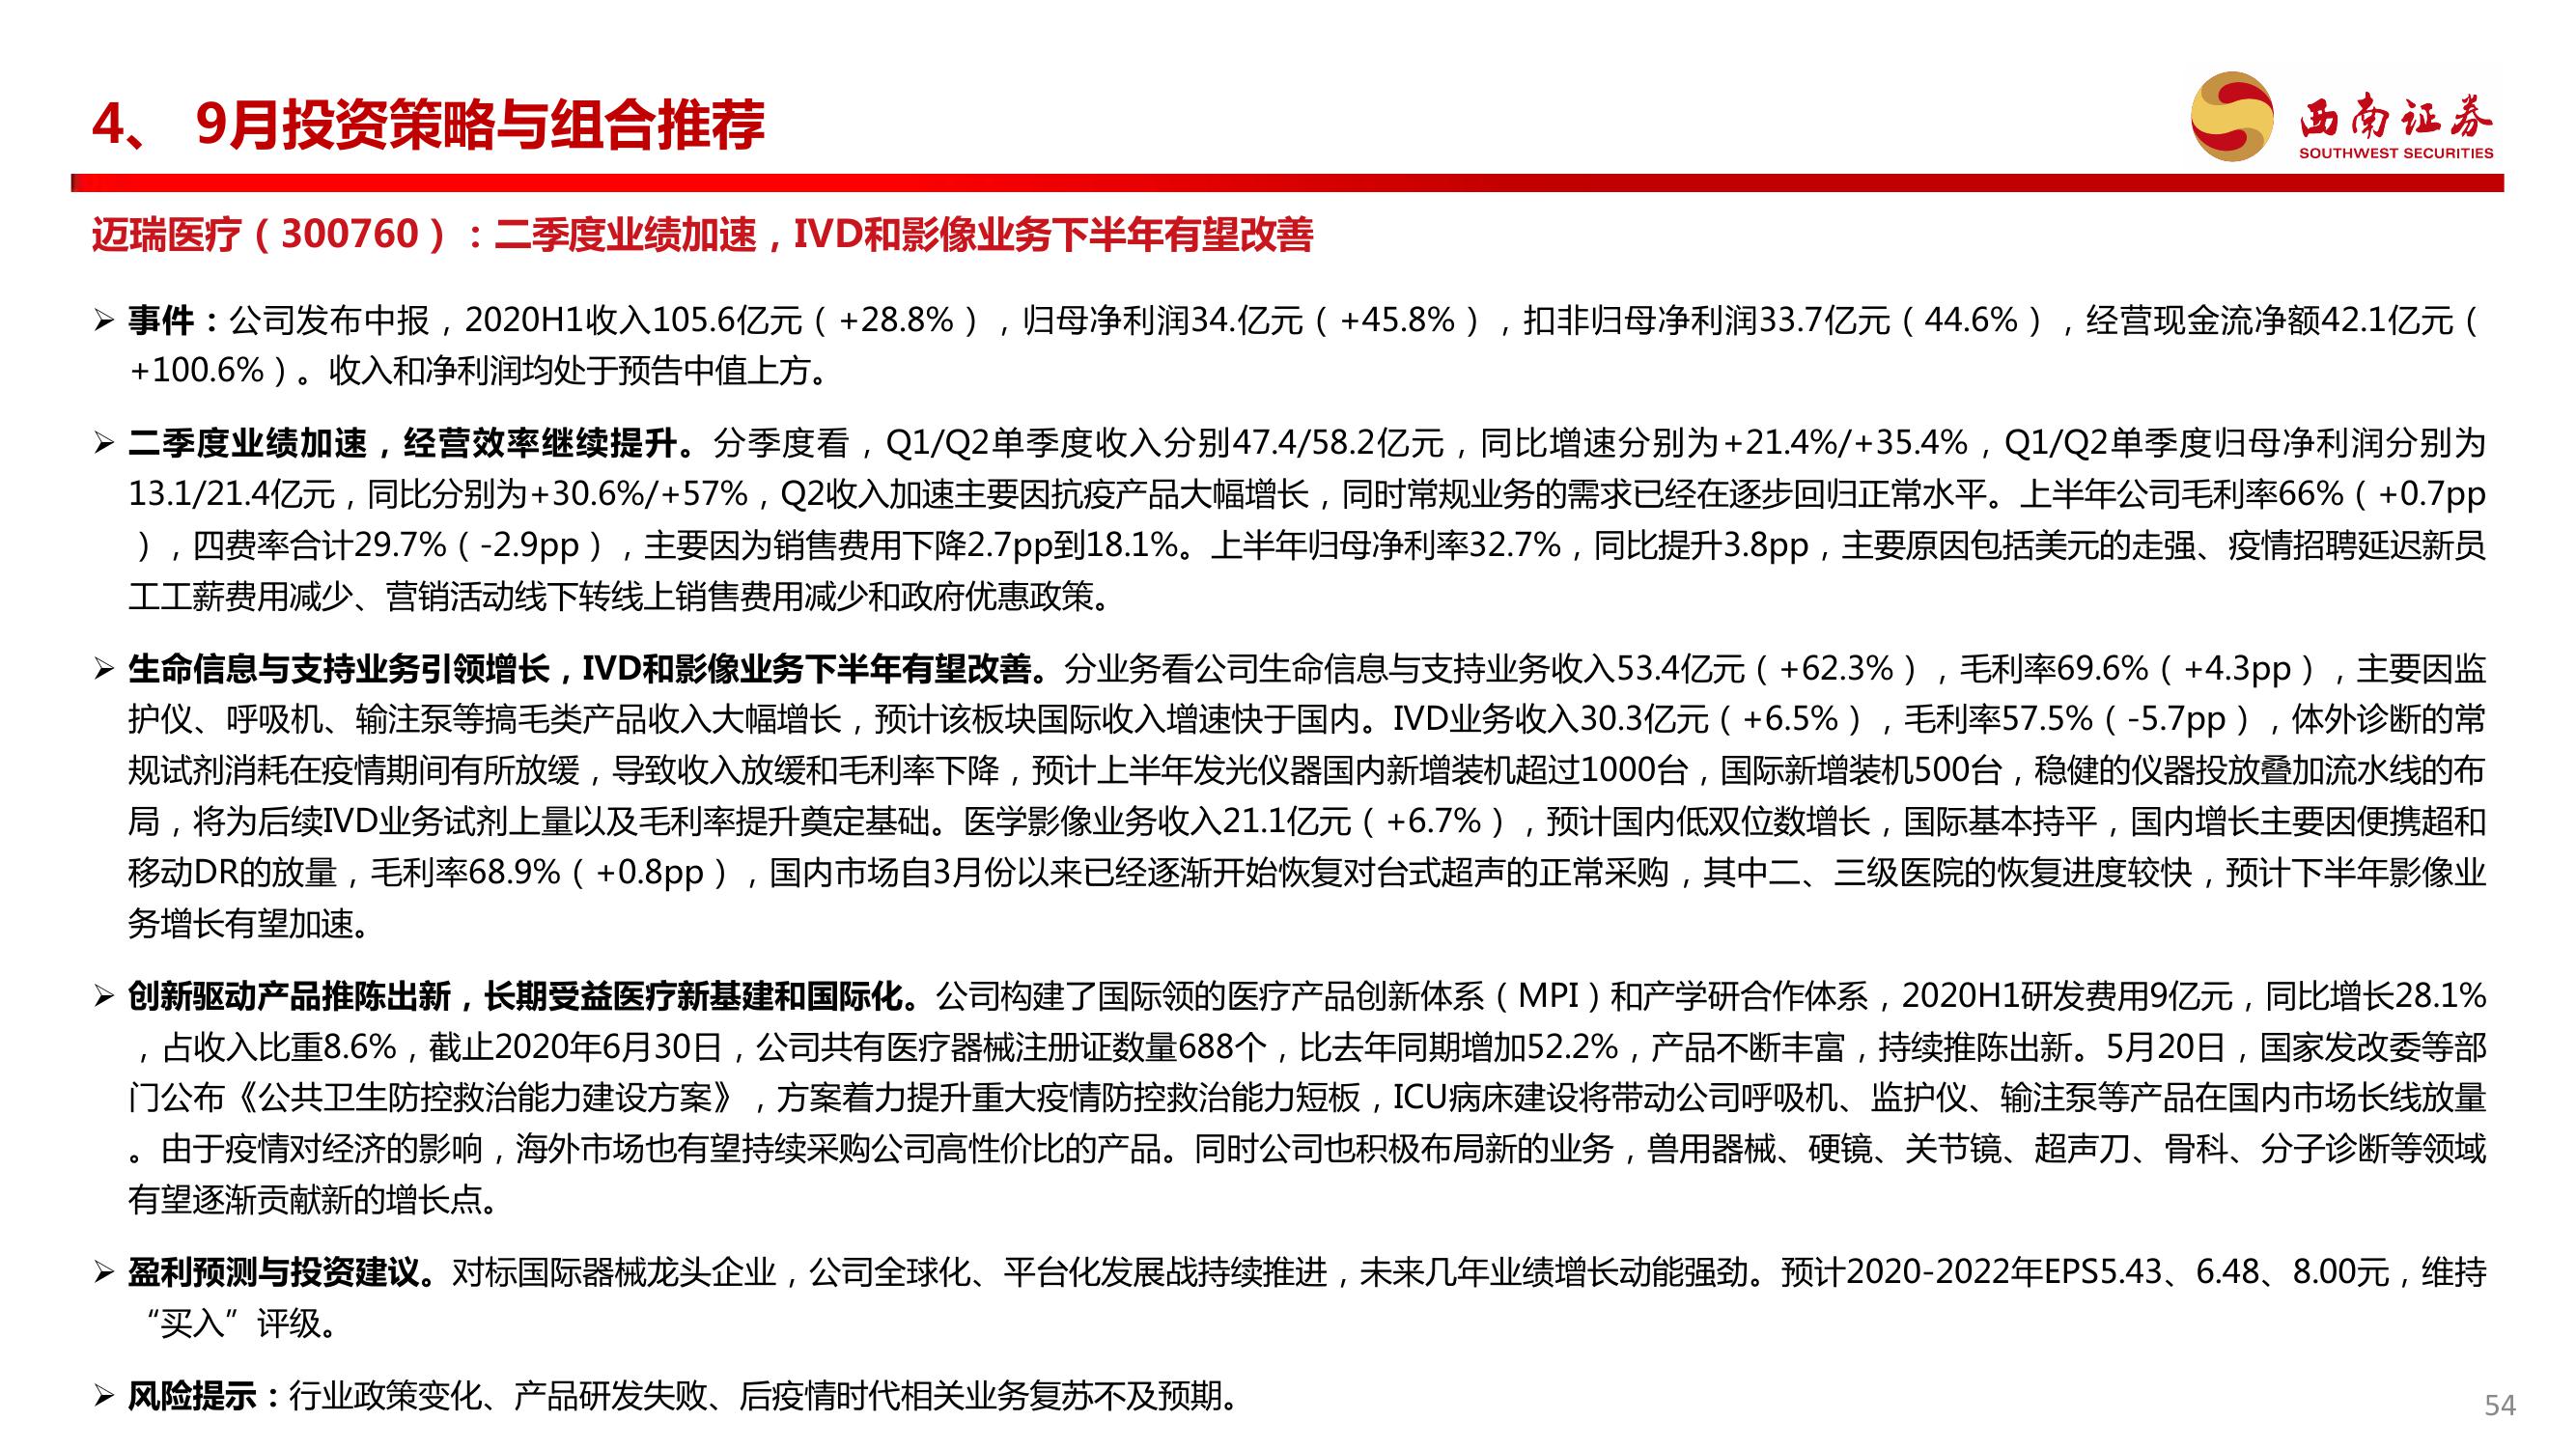 4、 9月投资策略与组合推荐
西南证券
SOUTHWEST SECURITIES
迈瑞医疗（300760）：二季度业绩加速，IVD和影像业务下半年有望改善
➢ 事件：公司发布中报，2020H1收入105.6亿元（+28.8%），归母净利润34.亿元（+45.8%），扣非归母净利润33.7亿元（44.6%），经营现金流净额42.1亿元（
+100.6%）。收入和净利润均处于预告中值上方。
➢ 二季度业绩加速，经营效率继续提升。分季度看，Q1/Q2单季度收入分别47.4/58.2亿元，同比增速分别为+21.4%/+35.4%，Q1/Q2单季度归母净利润分别为
13.1/21.4亿元，同比分别为+30.6%/+57%，Q2收入加速主要因抗疫产品大幅增长，同时常规业务的需求已经在逐步回归正常水平。上半年公司毛利率66%（+0.7pp
），四费率合计29.7%（-2.9pp），主要因为销售费用下降2.7pp到18.1%。上半年归母净利率32.7%，同比提升3.8pp，主要原因包括美元的走强、疫情招聘延迟新员
工工薪费用减少、营销活动线下转线上销售费用减少和政府优惠政策。
➢ 生命信息与支持业务引领增长，IVD和影像业务下半年有望改善。分业务看公司生命信息与支持业务收入53.4亿元（+62.3%），毛利率69.6%（+4.3pp），主要因监
护仪、呼吸机、输注泵等搞毛类产品收入大幅增长，预计该板块国际收入增速快于国内。IVD业务收入30.3亿元（+6.5%），毛利率57.5%（-5.7pp），体外诊断的常
规试剂消耗在疫情期间有所放缓，导致收入放缓和毛利率下降，预计上半年发光仪器国内新增装机超过1000台，国际新增装机500台，稳健的仪器投放叠加流水线的布
局，将为后续IVD业务试剂上量以及毛利率提升奠定基础。医学影像业务收入21.1亿元（+6.7%），预计国内低双位数增长，国际基本持平，国内增长主要因便携超和
移动DR的放量，毛利率68.9%（+0.8pp），国内市场自3月份以来已经逐渐开始恢复对台式超声的正常采购，其中二、三级医院的恢复进度较快，预计下半年影像业
务增长有望加速。
➢ 创新驱动产品推陈出新，长期受益医疗新基建和国际化。公司构建了国际领的医疗产品创新体系（MPI）和产学研合作体系，2020H1研发费用9亿元，同比增长28.1%
，占收入比重8.6%，截止2020年6月30日，公司共有医疗器械注册证数量688个，比去年同期增加52.2%，产品不断丰富，持续推陈出新。5月20日，国家发改委等部
门公布《公共卫生防控救治能力建设方案》，方案着力提升重大疫情防控救治能力短板，ICU病床建设将带动公司呼吸机、监护仪、输注泵等产品在国内市场长线放量
。由于疫情对经济的影响，海外市场也有望持续采购公司高性价比的产品。同时公司也积极布局新的业务，兽用器械、硬镜、关节镜、超声刀、骨科、分子诊断等领域
有望逐渐贡献新的增长点。
➢ 盈利预测与投资建议。对标国际器械龙头企业，公司全球化、平台化发展战持续推进，未来几年业绩增长动能强劲。预计2020-2022年EPS5.43、6.48、8.00元，维持
“买入”评级。
➢ 风险提示：行业政策变化、产品研发失败、后疫情时代相关业务复苏不及预期。
54